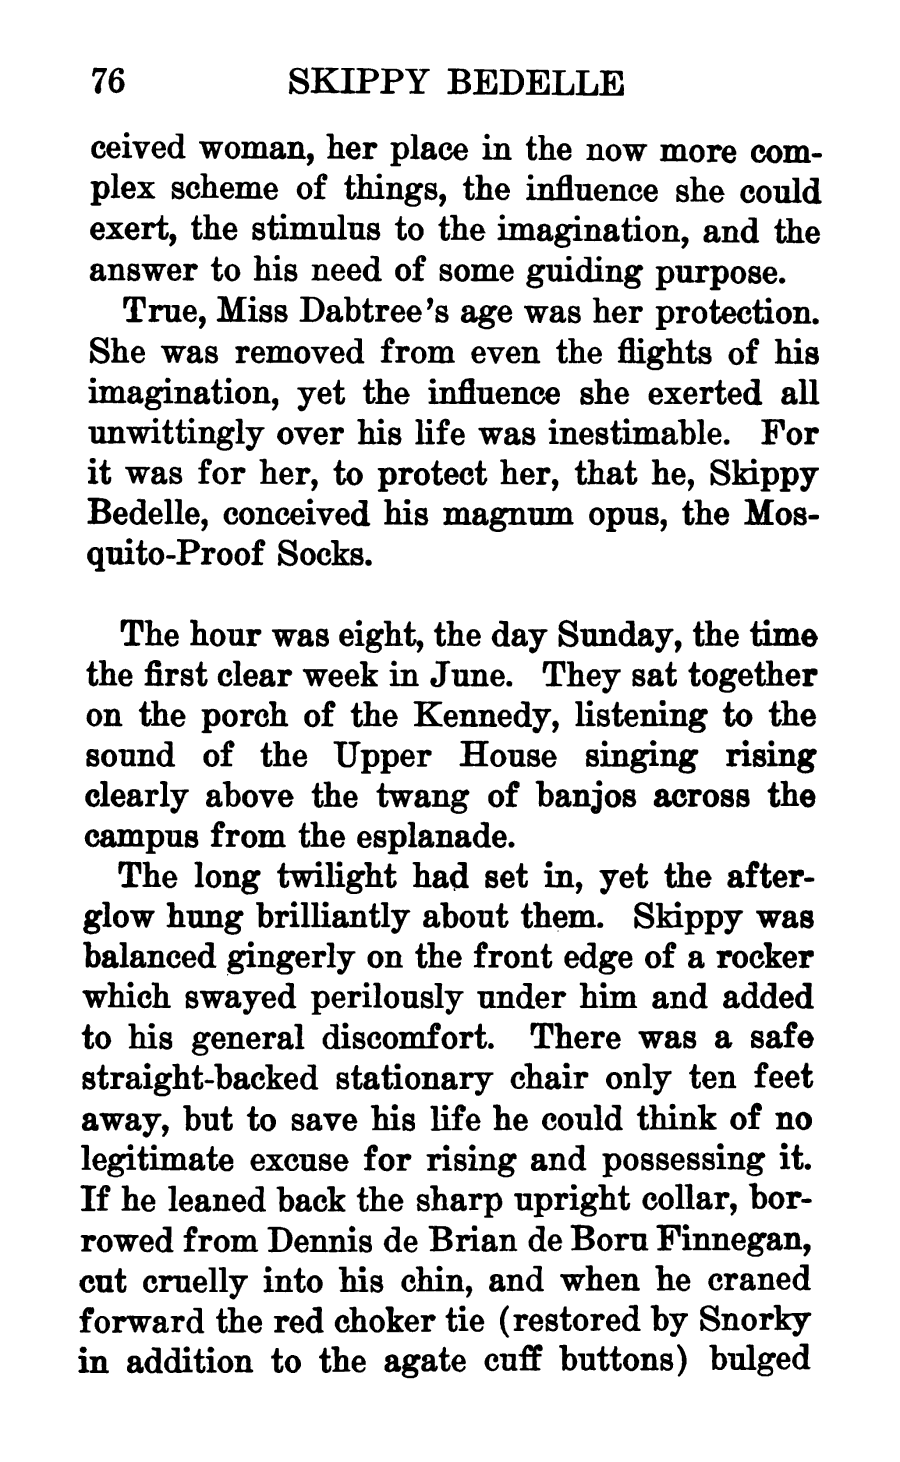 76 SKIPPY BEDELLE
ceived woman, her place in the now more com-
plex scheme of things, the influence she could
exert, the stimulus to the imagination, and the
answer to his need of some guiding purpose.
True, Miss Dabtree's age was her protection.
She was removed from even the flights of his
imagination, yet the influence she exerted all
unwittingly over his life was inestimable. For
it was for her, to protect her, that he, Skippy
Bedelle, conceived his magnum opus, the Mos-
quito-Proof Socks.
The hour was eight, the day Sunday, the time
the first clear week in June. They sat together
on the porch of the Kennedy, listening to the
sound of the Upper House singing rising
clearly above the twang of banjos across the
campus from the esplanade.
The long twilight had set in, yet the after-
glow hung brilliantly about them. Skippy was
balanced gingerly on the front edge of a rocker
which swayed perilously under him and added
to his general discomfort. There was a safe
straight-backed stationary chair only ten feet
away, but to save his life he could think of no
legitimate excuse for rising and possessing it.
If he leaned back the sharp upright collar, bor-
rowed from Dennis de Brian de Boru Finnegan,
cut cruelly into his chin, and when he craned
forward the red choker tie (restored by Snorky
in addition to the agate cuff buttons) bulged